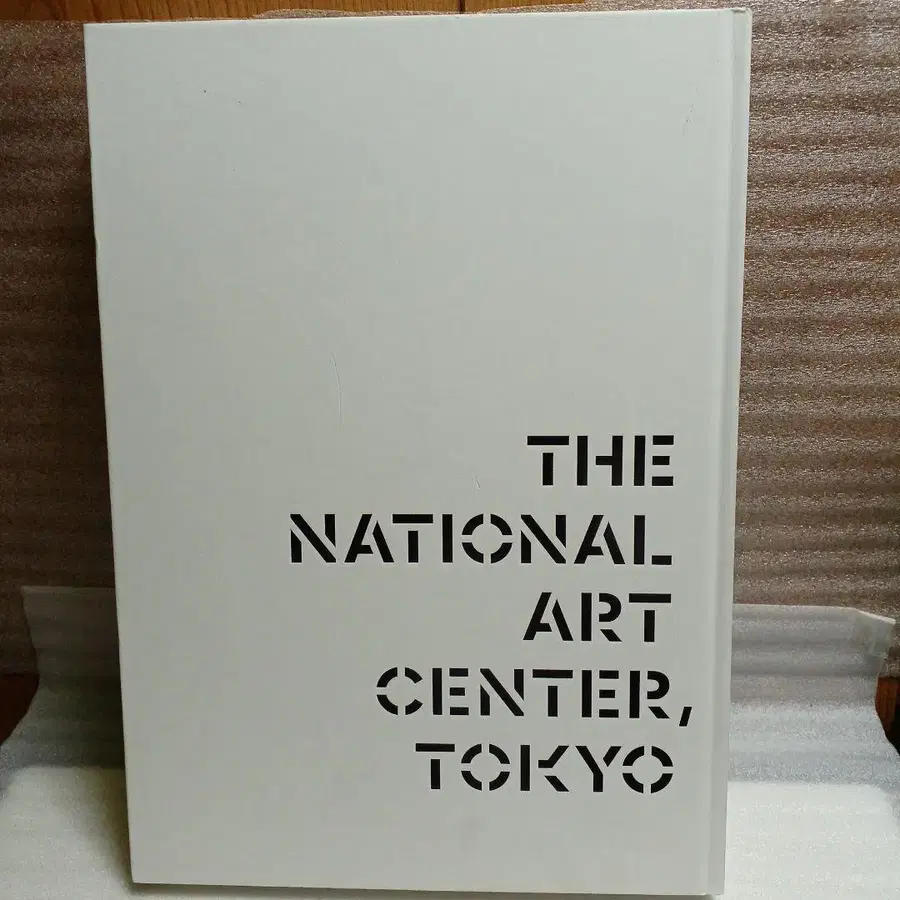 THE
NATIONAL
ART
CENTER,
TOKYO